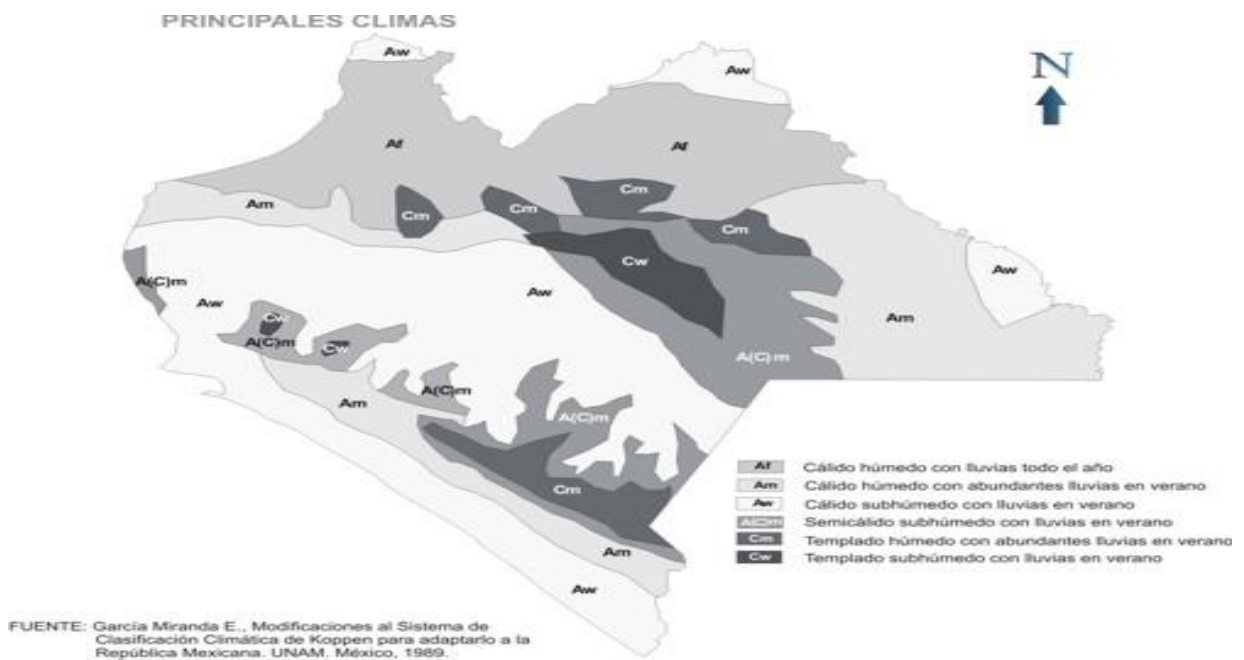 PRINCIPALES CLIMAS
N
Aw
Aw
Af
Af
Cm
Cm
Cm
Am
Cm
Cw
A(C)m
Aw
Aw
Aw
Am
Cw
A(C)m
Cw
A(C)m
A(C)m
Am
A(C)m
Cm
Am
Aw
Af Cálido húmedo con lluvias todo el año
Am Cálido húmedo con abundantes lluvias en verano
Aw Cálido subhúmedo con lluvias en verano
A(C)m Semicálido subhúmedo con lluvias en verano
Cm Templado húmedo con abundantes lluvias en verano
Cw Templado subhúmedo con lluvias en verano
FUENTE: García Miranda E., Modificaciones al Sistema de
Clasificación Climática de Koppen para adaptarlo a la
República Mexicana. UNAM. México, 1989.